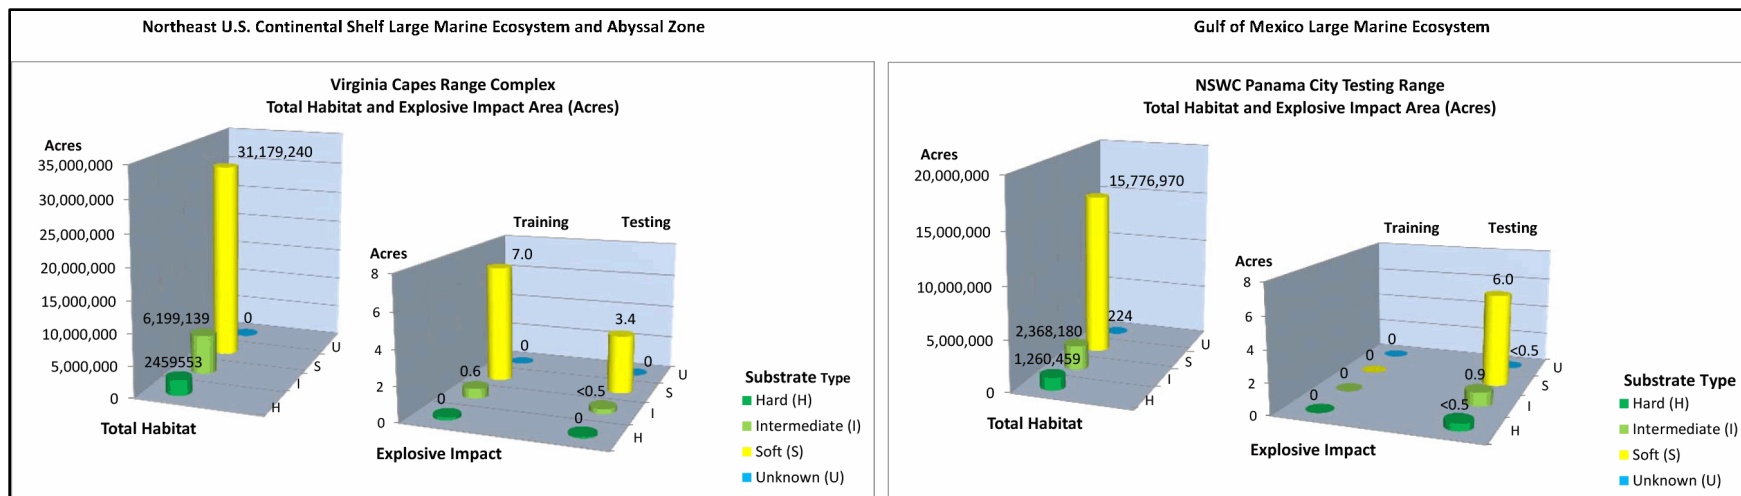 Northeast U.S. Continental Shelf Large Marine Ecosystem and Abyssal Zone
Virginia Capes Range Complex
Total Habitat and Explosive Impact Area (Acres)
Acres
35,000,000
30,000,000
25,000,000
20,000,000
15,000,000
10,000,000
5,000,000
0
31,179,240
6,199,139
2459553
0
U
S
I
H
Total Habitat
Training
Testing
Acres
8
6
4
2
0
7.0
0.6
0
0
3.4
<0.5
0
0
U
S
I
H
Explosive Impact
Substrate Type
Hard (H)
Intermediate (I)
Soft (S)
Unknown (U)
Gulf of Mexico Large Marine Ecosystem
NSWC Panama City Testing Range
Total Habitat and Explosive Impact Area (Acres)
Acres
20,000,000
15,000,000
10,000,000
5,000,000
0
15,776,970
2,368,180
1,260,459
224
U
S
I
H
Total Habitat
Training
Testing
Acres
8
6
4
2
0
0
0
0
0
6.0
<0.5
0.9
<0.5
U
S
I
H
Explosive Impact
Substrate Type
Hard (H)
Intermediate (I)
Soft (S)
Unknown (U)